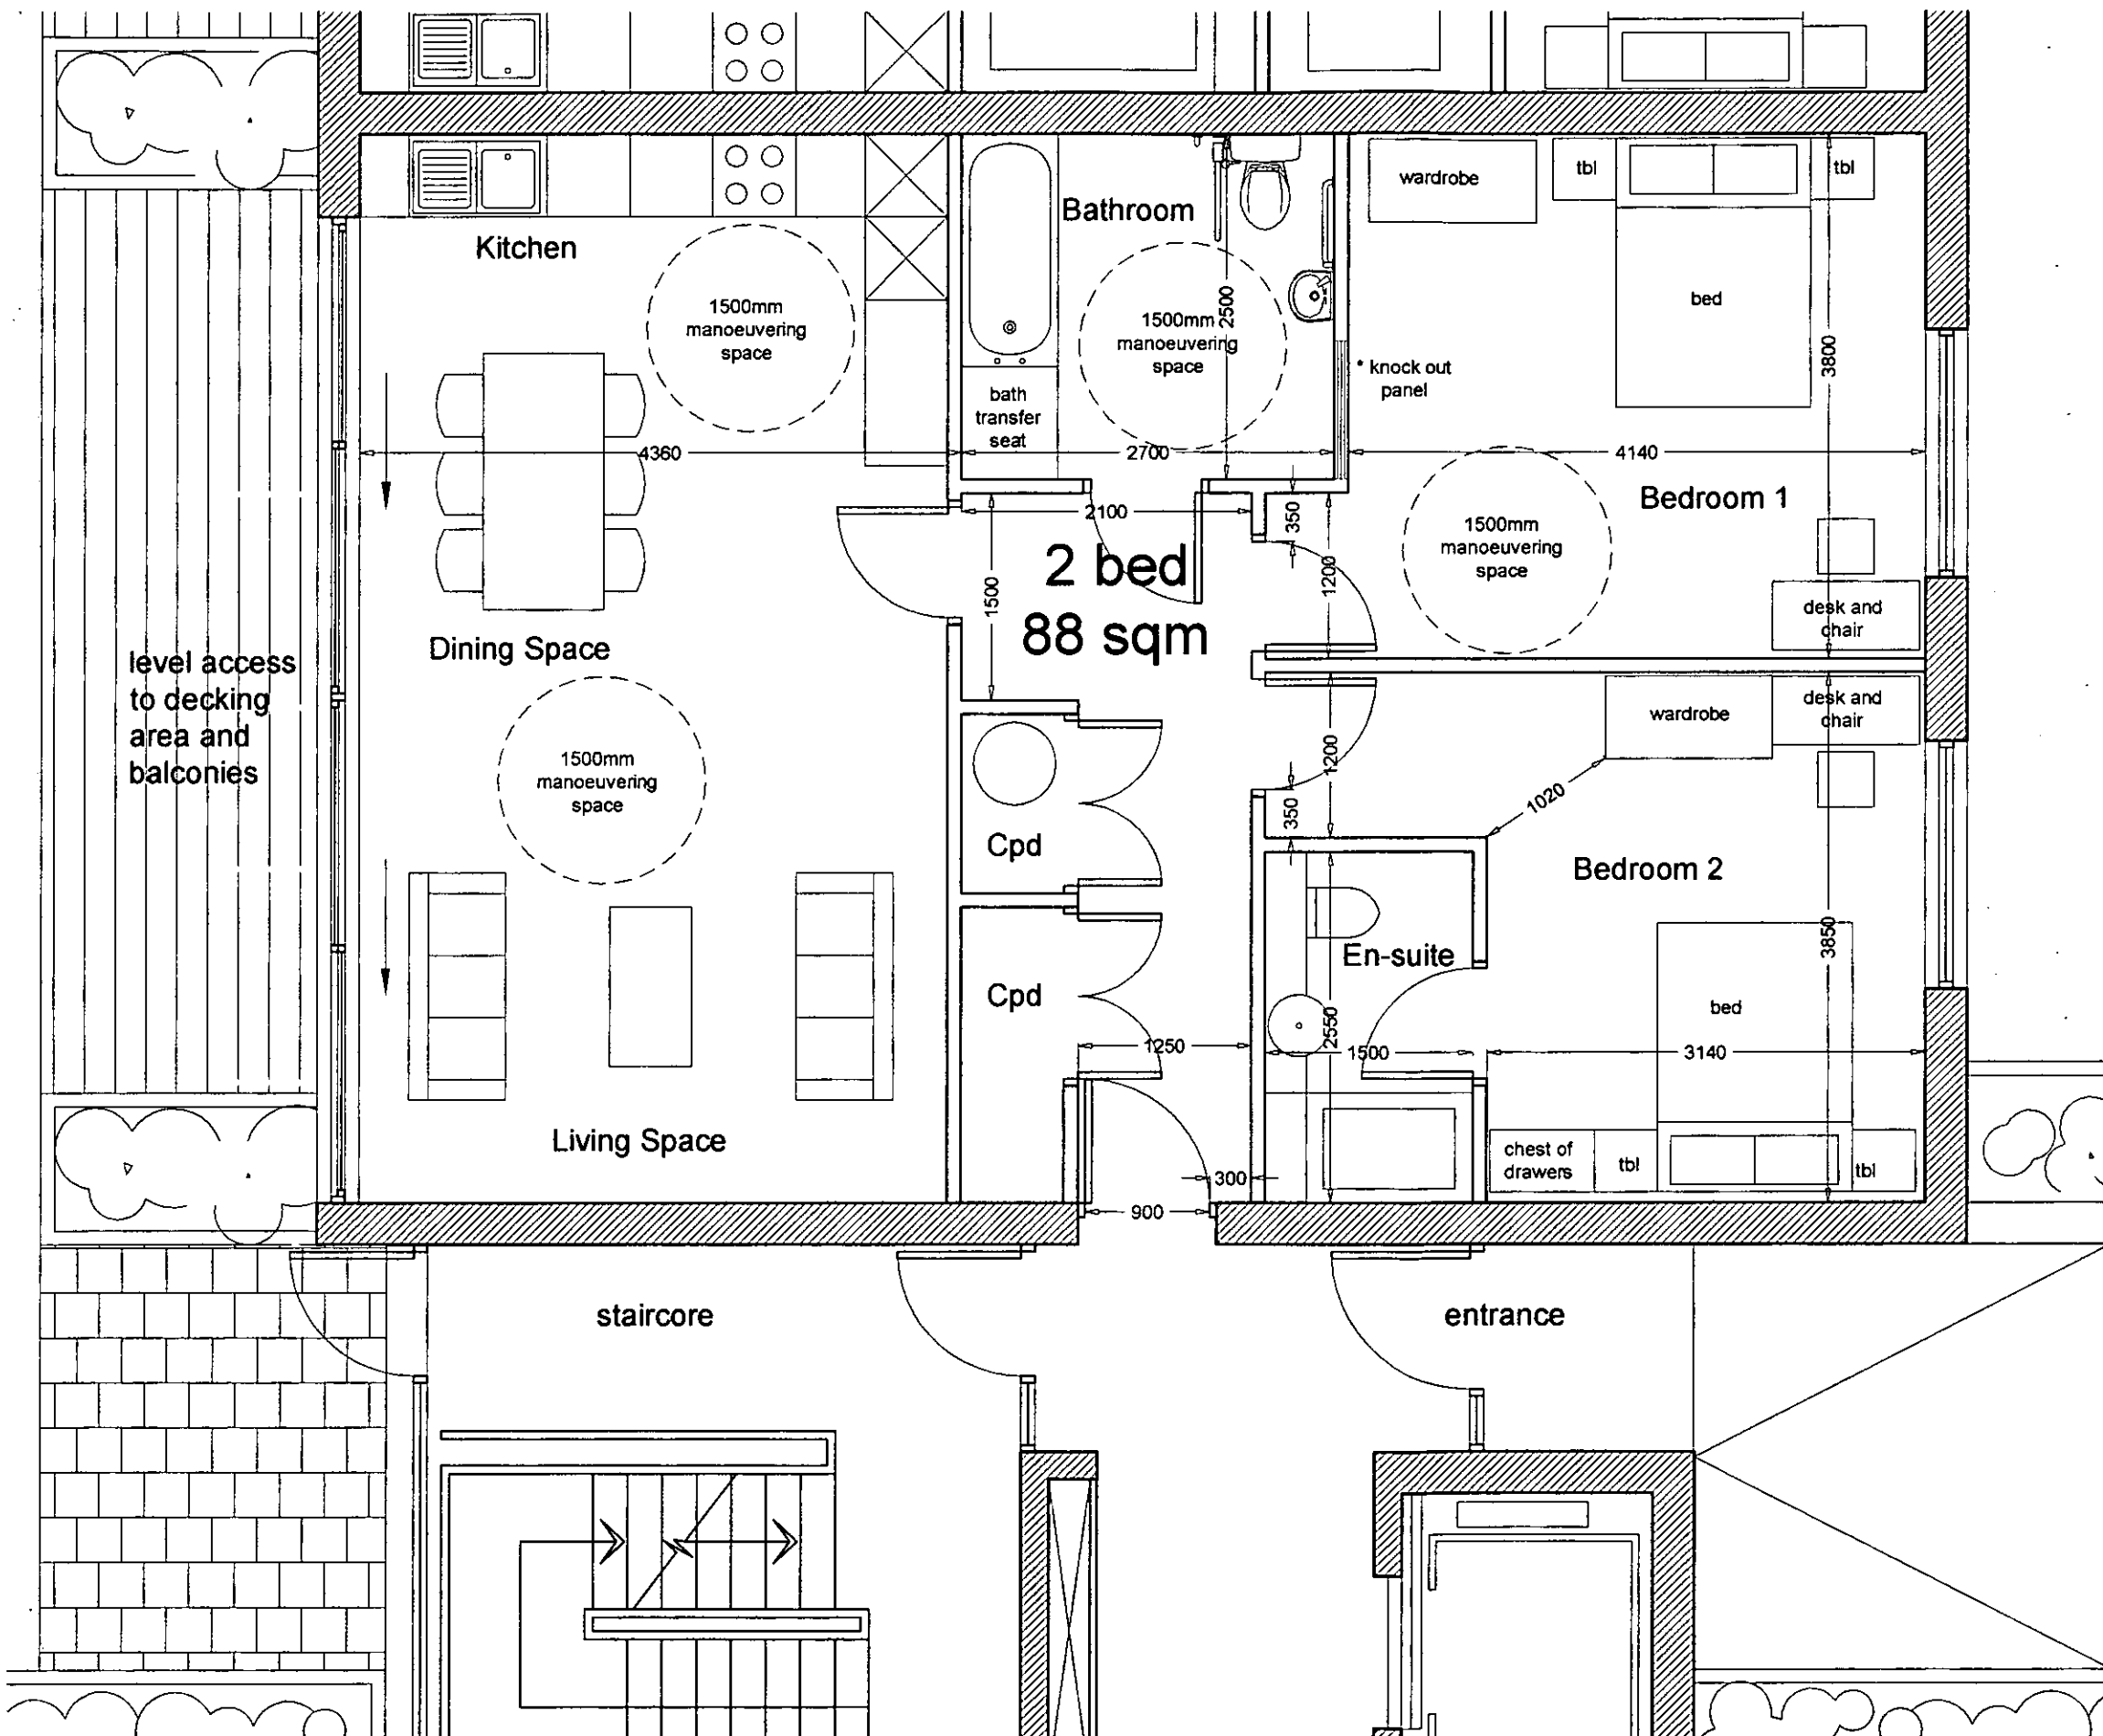 Kitchen
1500mm
manoeuvering
space
Bathroom
1500mm
manoeuvering
space
2500
bath
transfer
seat
wardrobe
tbl
tbl
bed
3800
* knock out
panel
4360
2700
4140
Bedroom 1
1500mm
manoeuvering
space
desk and
chair
2100
350
1200
1500
2 bed
88 sqm
Dining Space
level access
to decking
area and
balconies
1500mm
manoeuvering
space
Cpd
1200
350
wardrobe
desk and
chair
1020
Bedroom 2
3850
En-suite
Cpd
2550
bed
1250
1500
3140
Living Space
chest of
drawers
tbl
tbl
300
900
staircore
entrance